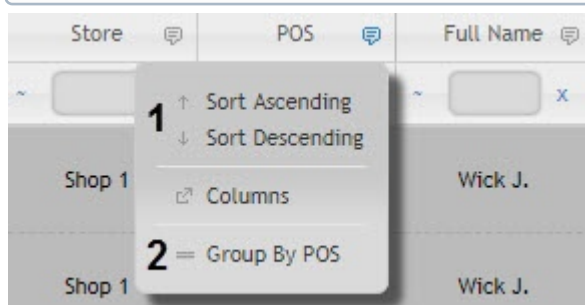 Store POS Full Name
~ ~ x
1 ↑ Sort Ascending
↓ Sort Descending
Shop 1 Wick J.
Columns
2 = Group By POS
Shop 1 Wick J.